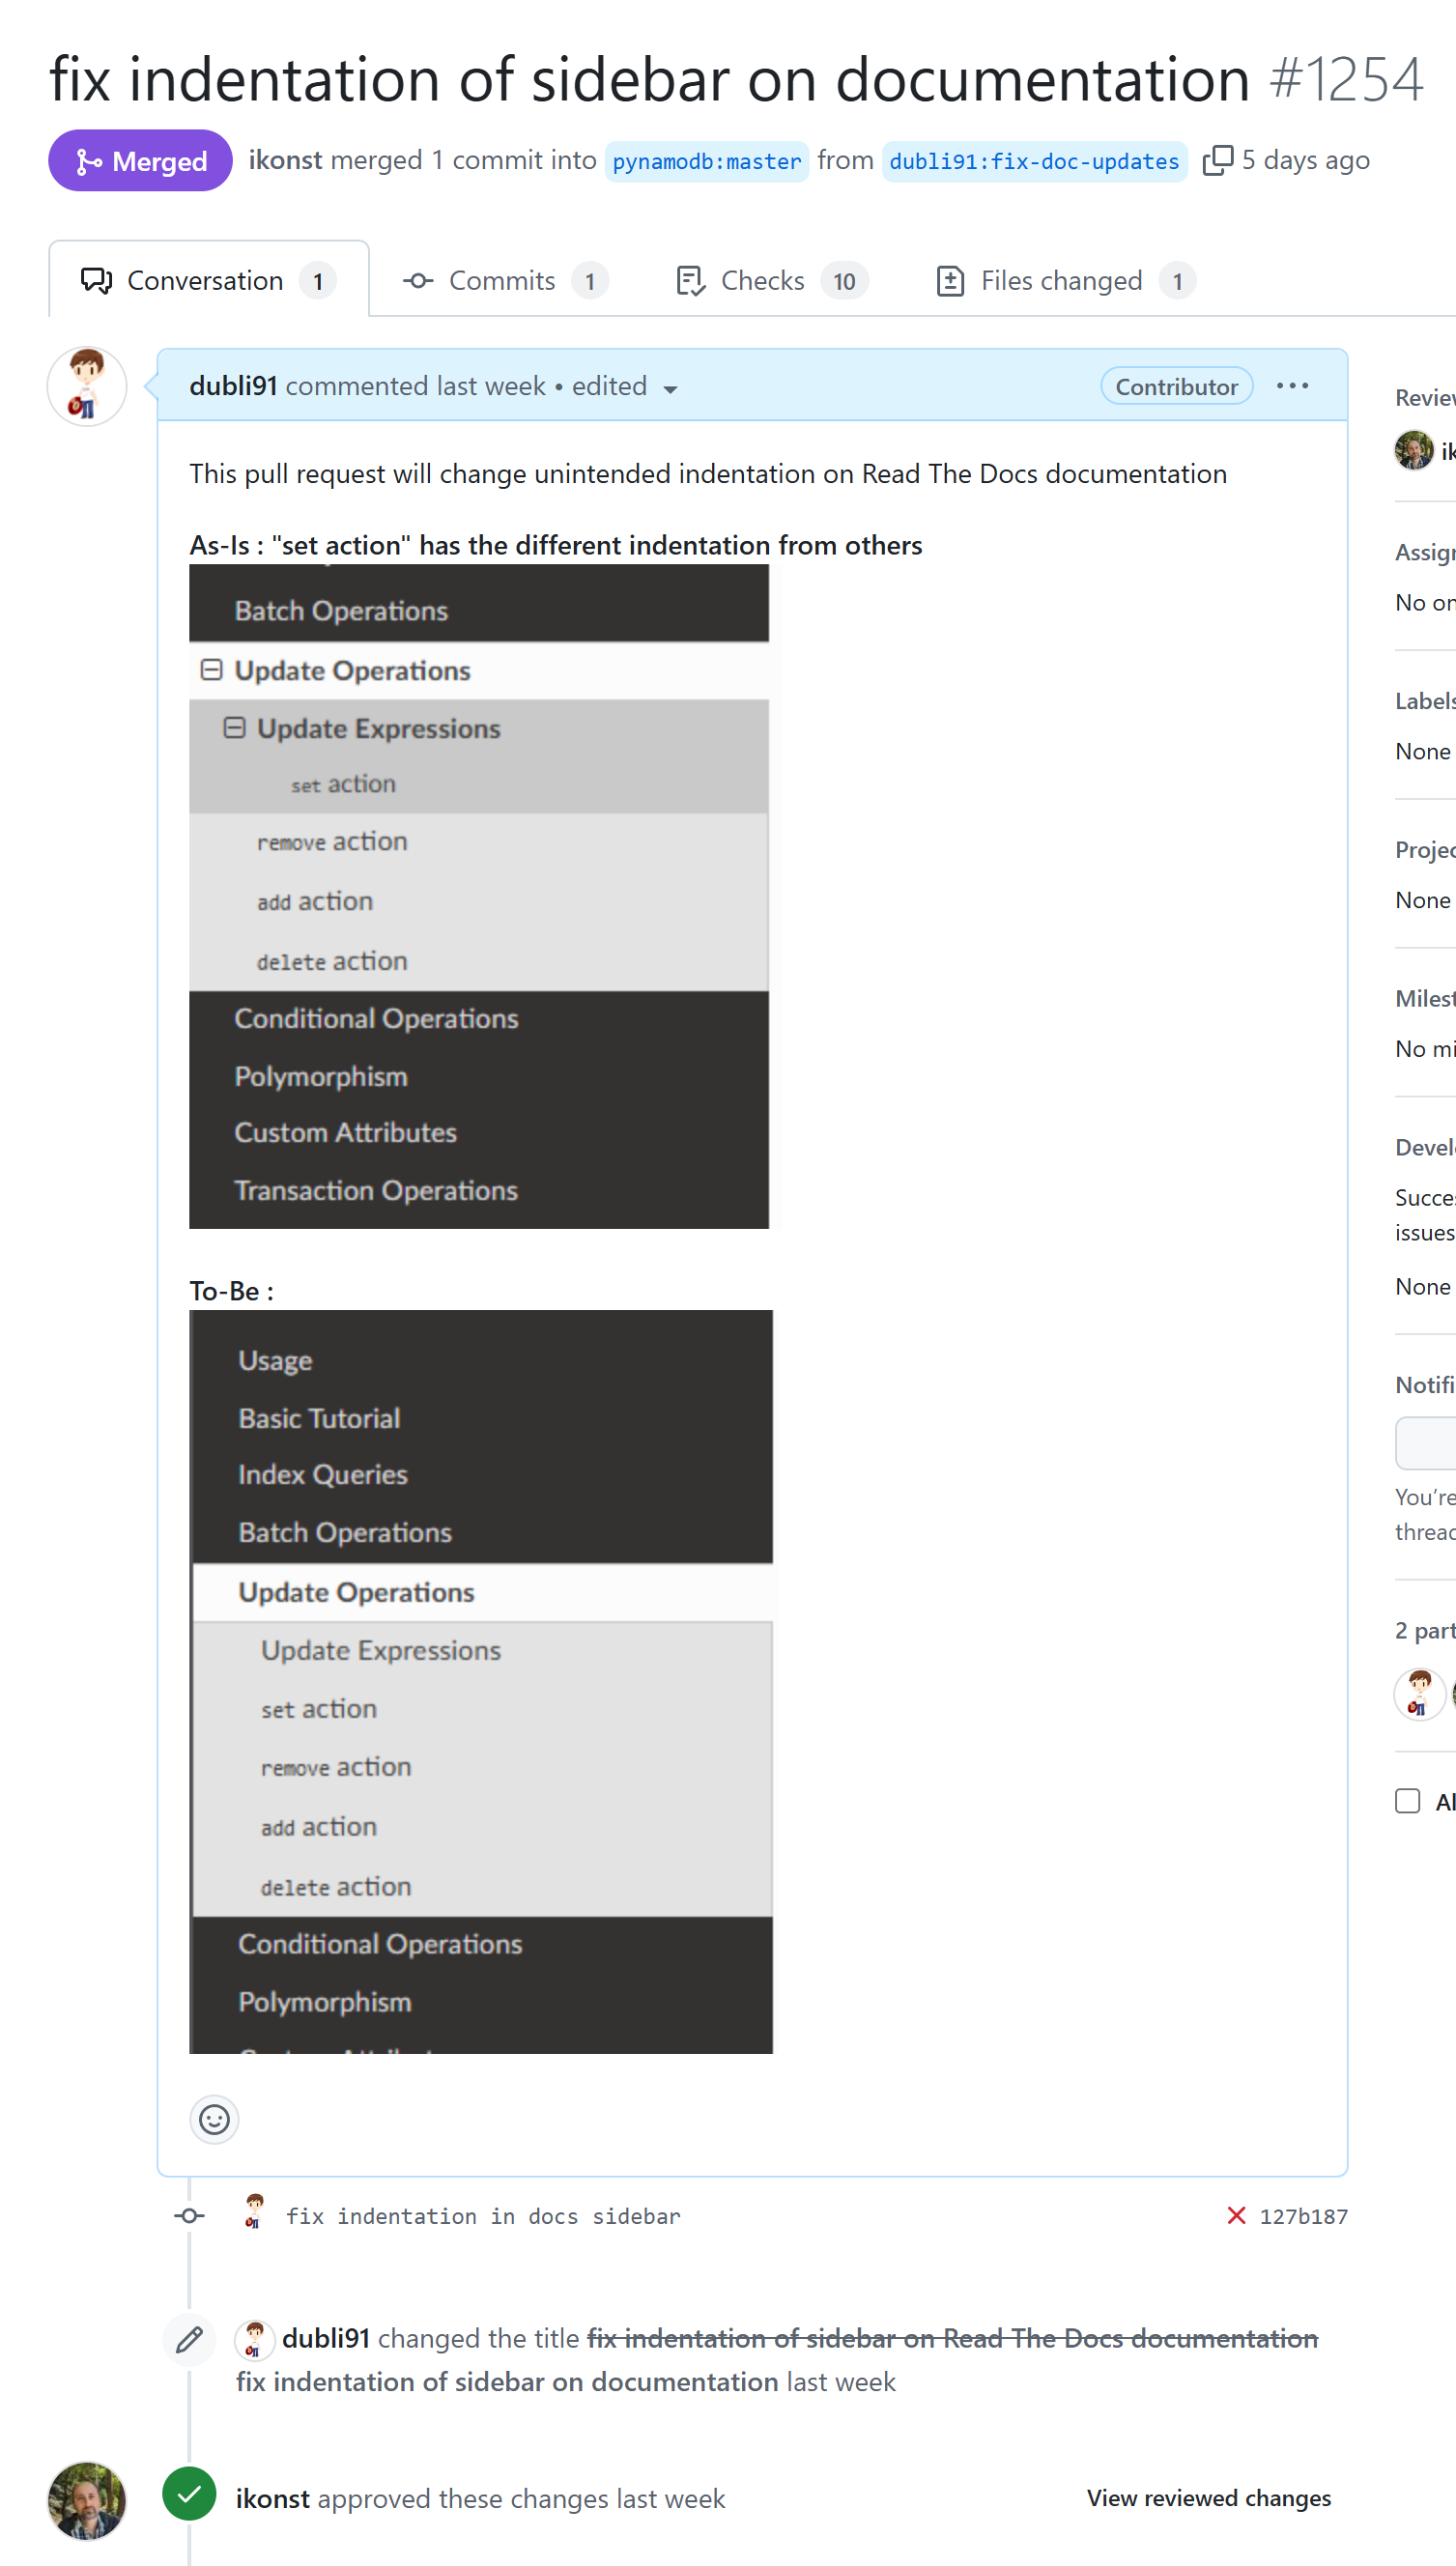 fix indentation of sidebar on documentation #1254
Merged ikonst merged 1 commit into pynamodb:master from dubli91:fix-doc-updates 5 days ago
Conversation 1 Commits 1 Checks 10 Files changed 1
dubli91 commented last week • edited Contributor
This pull request will change unintended indentation on Read The Docs documentation
As-Is : "set action" has the different indentation from others
Batch Operations
Update Operations
Update Expressions
set action
remove action
add action
delete action
Conditional Operations
Polymorphism
Custom Attributes
Transaction Operations
To-Be :
Usage
Basic Tutorial
Index Queries
Batch Operations
Update Operations
Update Expressions
set action
remove action
add action
delete action
Conditional Operations
Polymorphism
fix indentation in docs sidebar 127b187
dubli91 changed the title fix indentation of sidebar on Read The Docs documentation
fix indentation of sidebar on documentation last week
ikonst approved these changes last week View reviewed changes
Review
ik
Assign
No on
Labels
None
Projec
None
Milest
No mi
Devel
Succes
issues
None
Notifi
You're
thread
2 part
Al